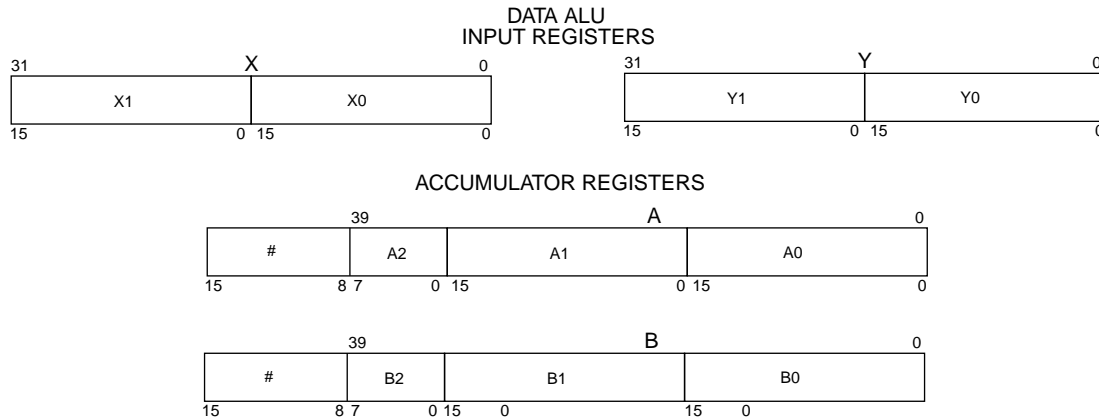 DATA ALU
INPUT REGISTERS
31 X 0
X1 X0
15 0 15 0
31 Y 0
Y1 Y0
15 0 15 0
ACCUMULATOR REGISTERS
39 A 0
# A2 A1 A0
15 8 7 0 15 0 15 0
39 B 0
# B2 B1 B0
15 8 7 0 15 0 15 0